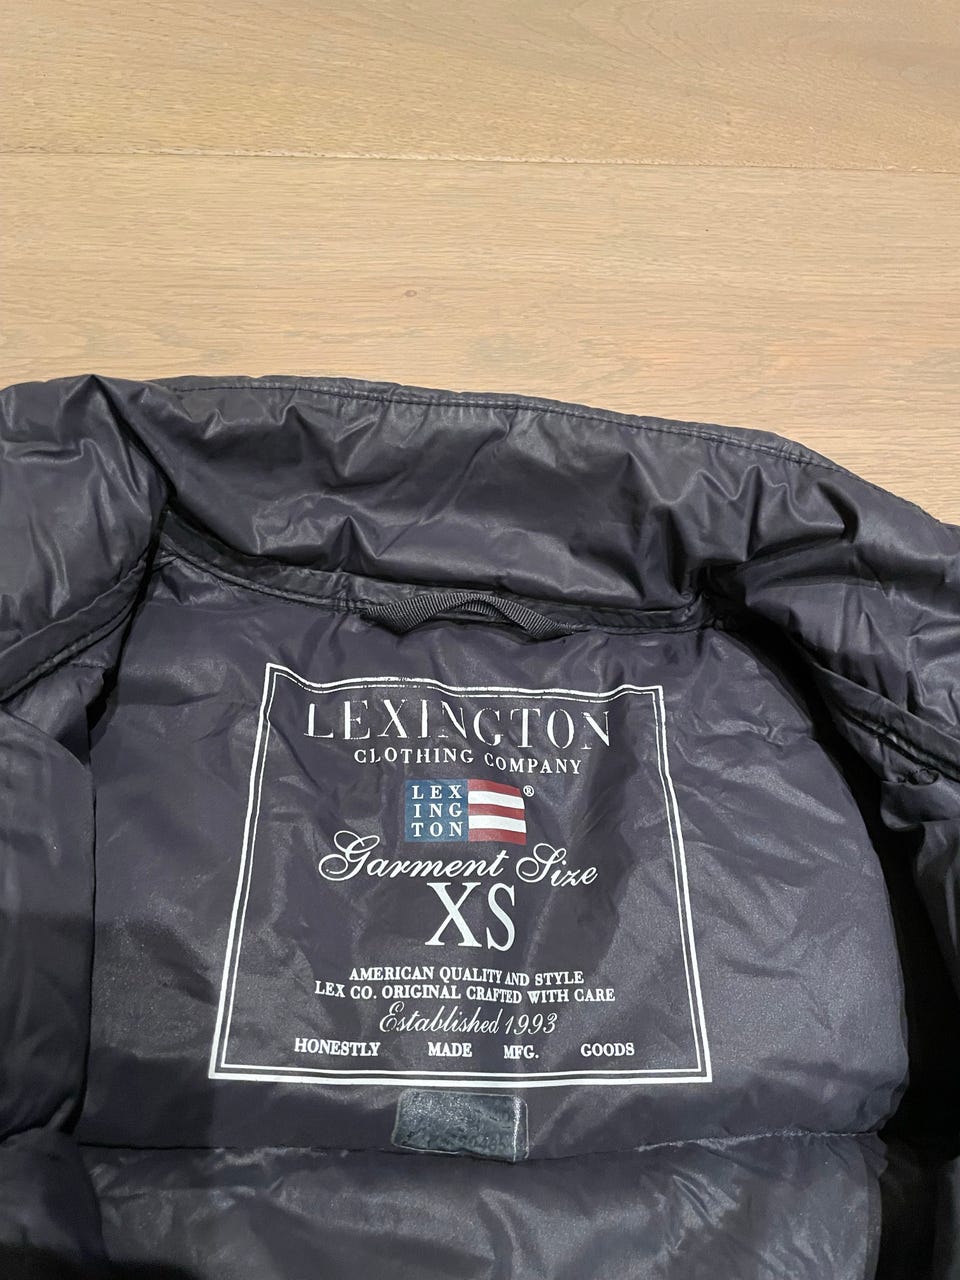 LEXINGTON
CLOTHING COMPANY
LEX
ING
TON
®
Garment Size
XS
AMERICAN QUALITY AND STYLE
LEX CO. ORIGINAL CRAFTED WITH CARE
Established 1993
HONESTLY MADE MFG. GOODS